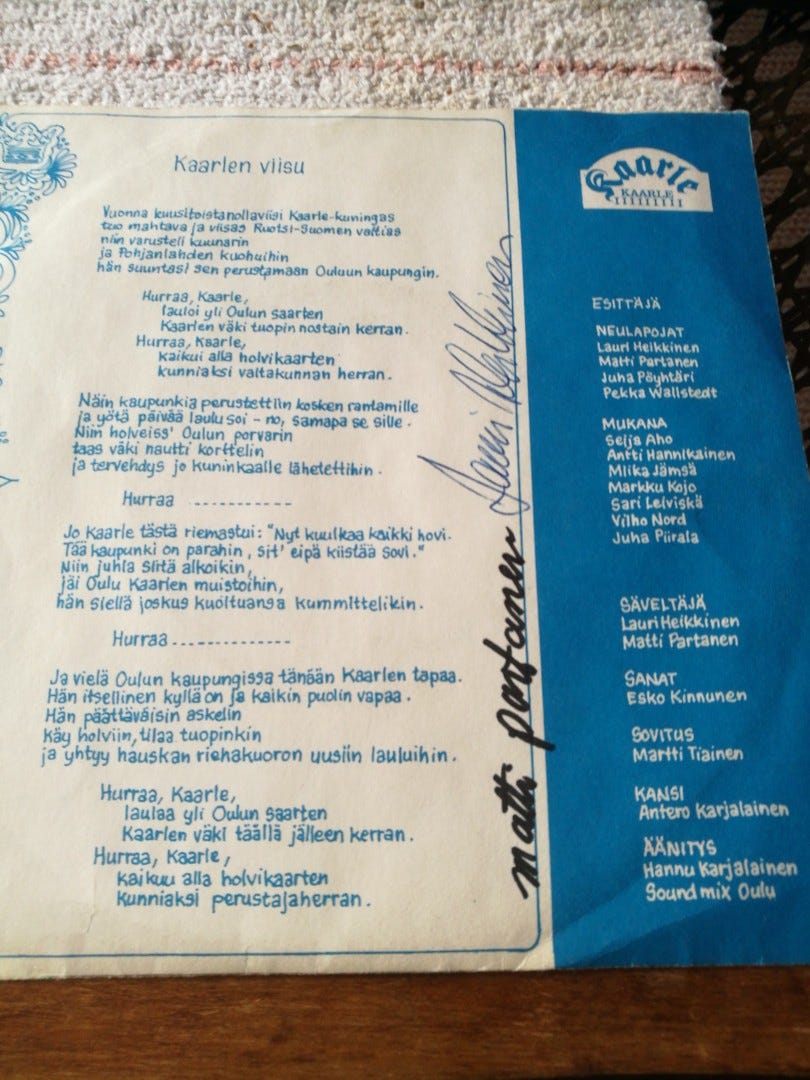 Kaarlen viisu
Vuonna kuusitoistanollaviisi Kaarle-kuningas
tuo mahtava ja viisas Ruotsi-Suomen valtias
niin varusteli kuunarin
ja Pohjanlahden kuohuihin
hän suuntasi sen perustamaan Ouluun kaupungin.
Hurraa, Kaarle,
lauloi yli Oulun saarten
Kaarlen väki tuopin nostain kerran.
Hurraa, Kaarle,
kaikui alla holvikaarten
kunniaksi valtakunnan herran.
Näin kaupunkia perustettiin kosken rantamille
ja yötä päivää laulu soi - no, samapa se sille.
Niin holveiss' Oulun porvarin
taas väki nautti korttelin
ja tervehdys jo kuninkaalle lähetettihin.
Hurraa ------------
Jo Kaarle tästä riemastui: "Nyt kuulkaa kaikki hovi.
Tää kaupunki on parahin, sit' eipä kiistää sovi."
Niin juhla siitä alkoikin,
jäi Oulu Kaarlen muistoihin,
hän siellä joskus kuoltuansa kummittelikin.
Hurraa -------------
Ja vielä Oulun kaupungissa tänään Kaarlen tapaa.
Hän itsellinen kyllä on ja kaikin puolin vapaa.
Hän päättäväisin askelin
Käy holviin, tilaa tuopinkin
ja yhtyy hauskan riehakuoron uusiin lauluihin.
Hurraa, Kaarle,
laulaa yli Oulun saarten
Kaarlen väki täällä jälleen kerran.
Hurraa, Kaarle,
kaikuu alla holvikaarten
kunniaksi perustajaherran.
Lauri Heikkinen
matti partanen
Kaarle
KAARLE
ESITTÄJÄ
NEULAPOJAT
Lauri Heikkinen
Matti Partanen
Juha Pöyhtäri
Pekka Wallstedt
MUKANA
Seija Aho
Antti Hannikainen
Miika Jämsä
Markku Kojo
Sari Leiviskä
Vilho Nord
Juha Piirala
SÄVELTÄJÄ
Lauri Heikkinen
Matti Partanen
SANAT
Esko Kinnunen
SOVITUS
Martti Tiainen
KANSI
Antero Karjalainen
ÄÄNITYS
Hannu Karjalainen
Sound mix Oulu